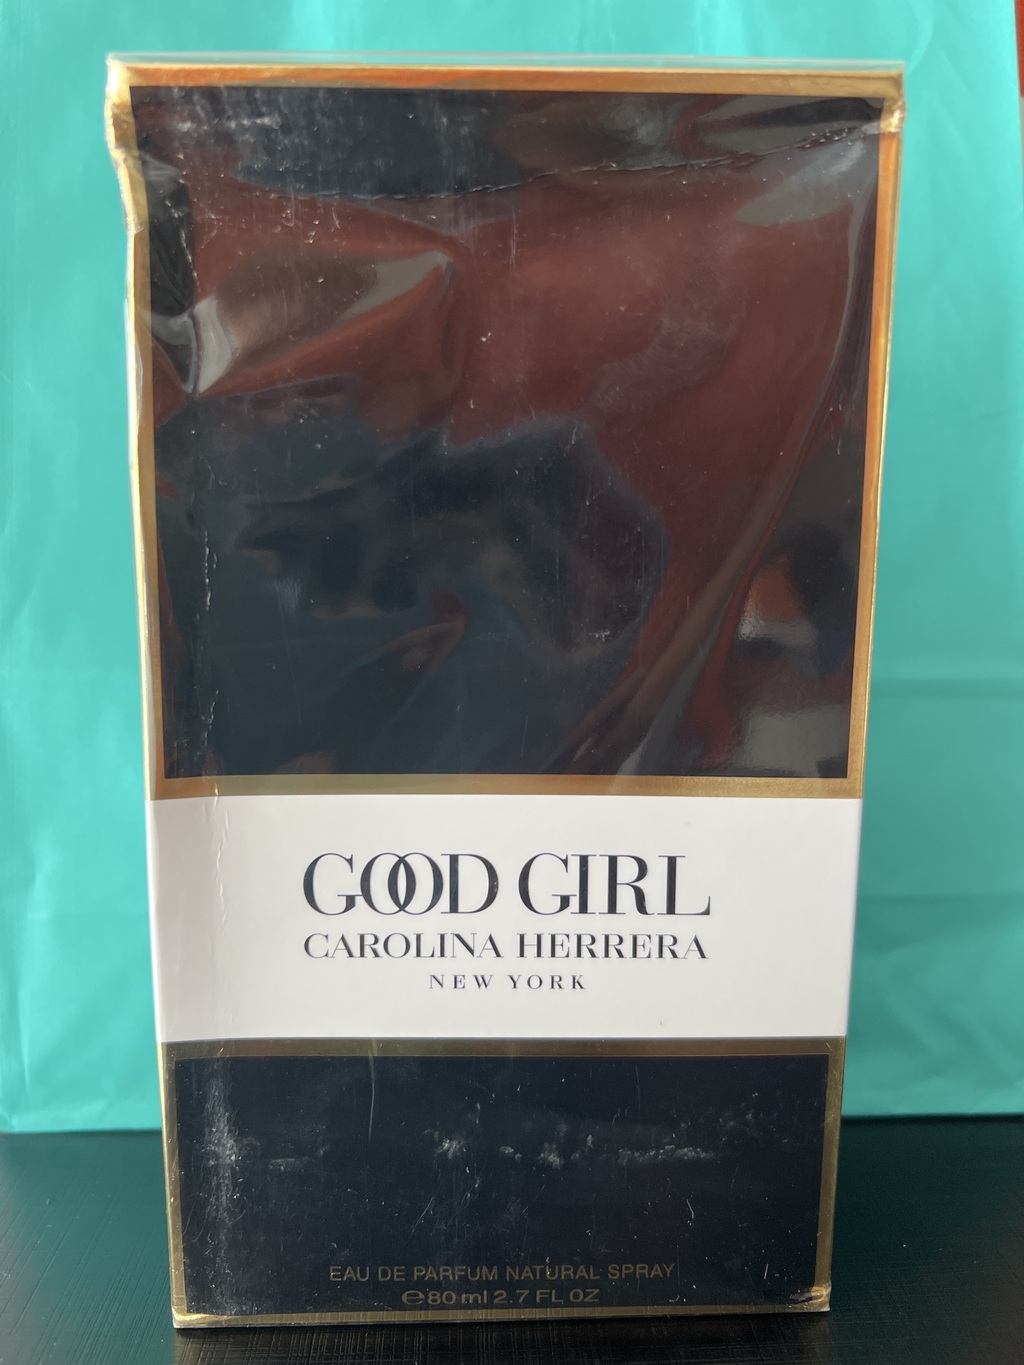 GOOD GIRL
CAROLINA HERRERA
NEW YORK
EAU DE PARFUM NATURAL SPRAY
℮80 ml 2.7 FL OZ